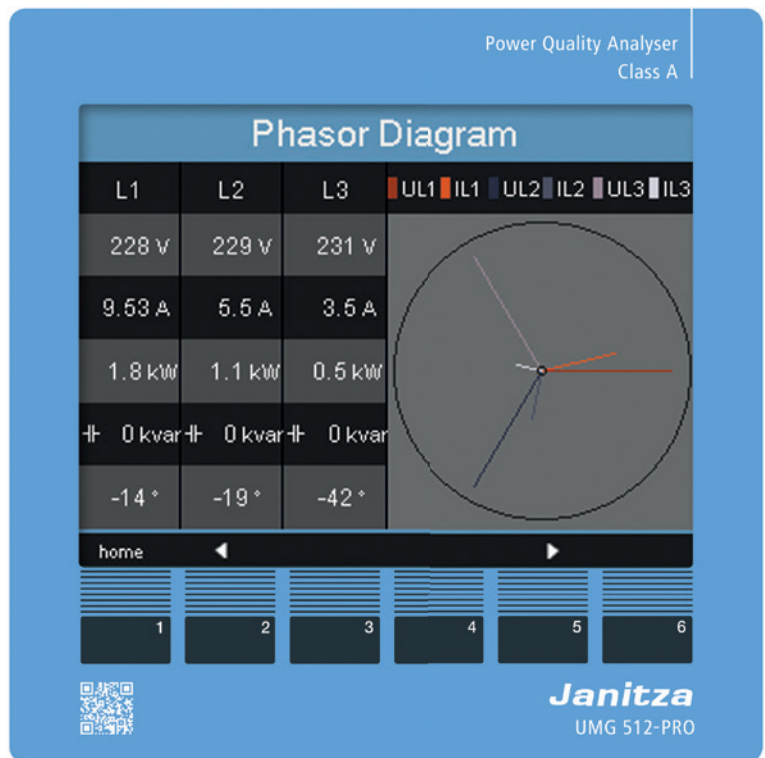 Power Quality Analyser
Class A
Phasor Diagram
L1 L2 L3 UL1 IL1 UL2 IL2 UL3 IL3
228 V 229 V 231 V
9.53 A 5.5 A 3.5 A
1.8 kW 1.1 kW 0.5 kW
0 kvar 0 kvar 0 kvar
-14 ° -19 ° -42 °
home
1 2 3 4 5 6
Janitza
UMG 512-PRO